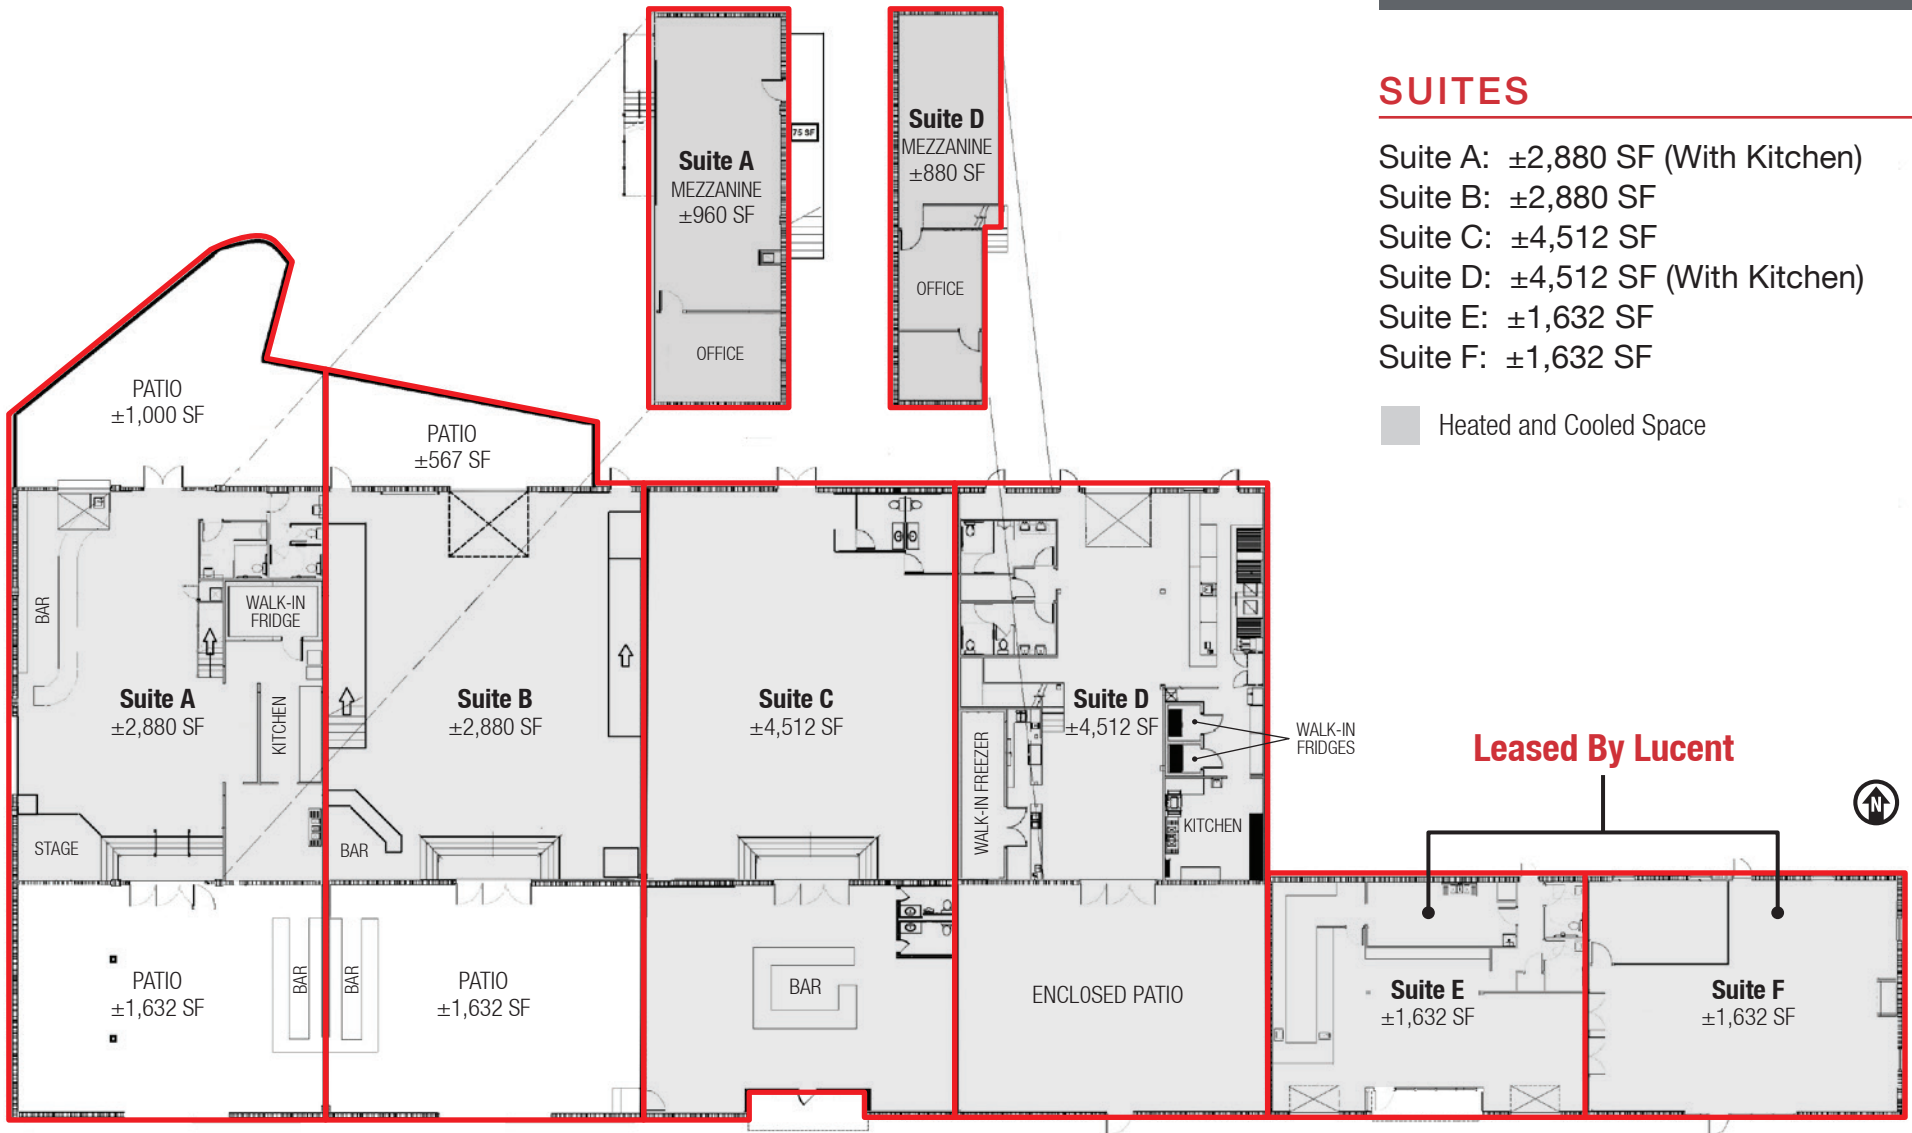 SUITES
Suite A: ±2,880 SF (With Kitchen)
Suite B: ±2,880 SF
Suite C: ±4,512 SF
Suite D: ±4,512 SF (With Kitchen)
Suite E: ±1,632 SF
Suite F: ±1,632 SF
Heated and Cooled Space
Suite A
MEZZANINE
±960 SF
OFFICE
75 SF
Suite D
MEZZANINE
±880 SF
OFFICE
PATIO
±1,000 SF
PATIO
±567 SF
BAR
WALK-IN
FRIDGE
Suite A
±2,880 SF
KITCHEN
STAGE
Suite B
±2,880 SF
BAR
Suite C
±4,512 SF
Suite D
±4,512 SF
WALK-IN FREEZER
WALK-IN
FRIDGES
KITCHEN
Leased By Lucent
N
PATIO
±1,632 SF
BAR
BAR
PATIO
±1,632 SF
BAR
ENCLOSED PATIO
Suite E
±1,632 SF
Suite F
±1,632 SF